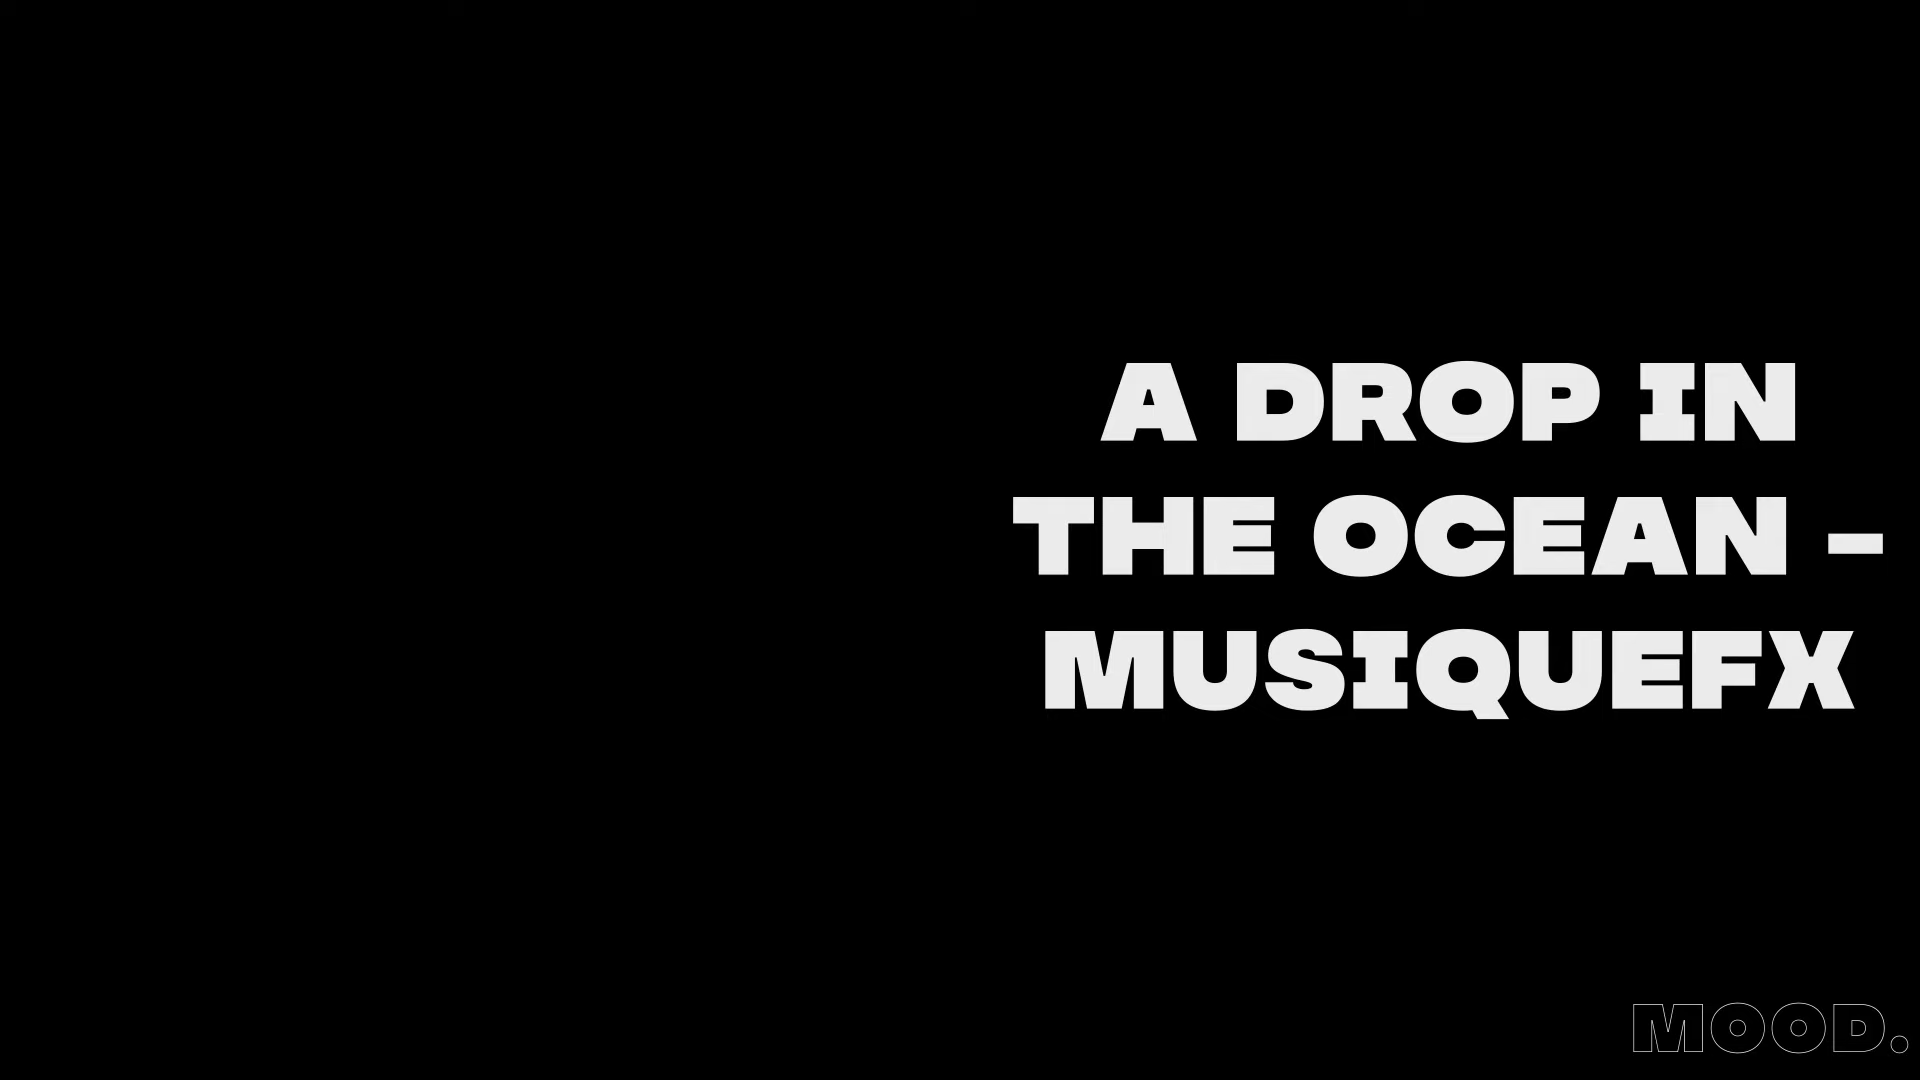 A DROP IN
THE OCEAN -
MUSIQUEFX
MOOD.